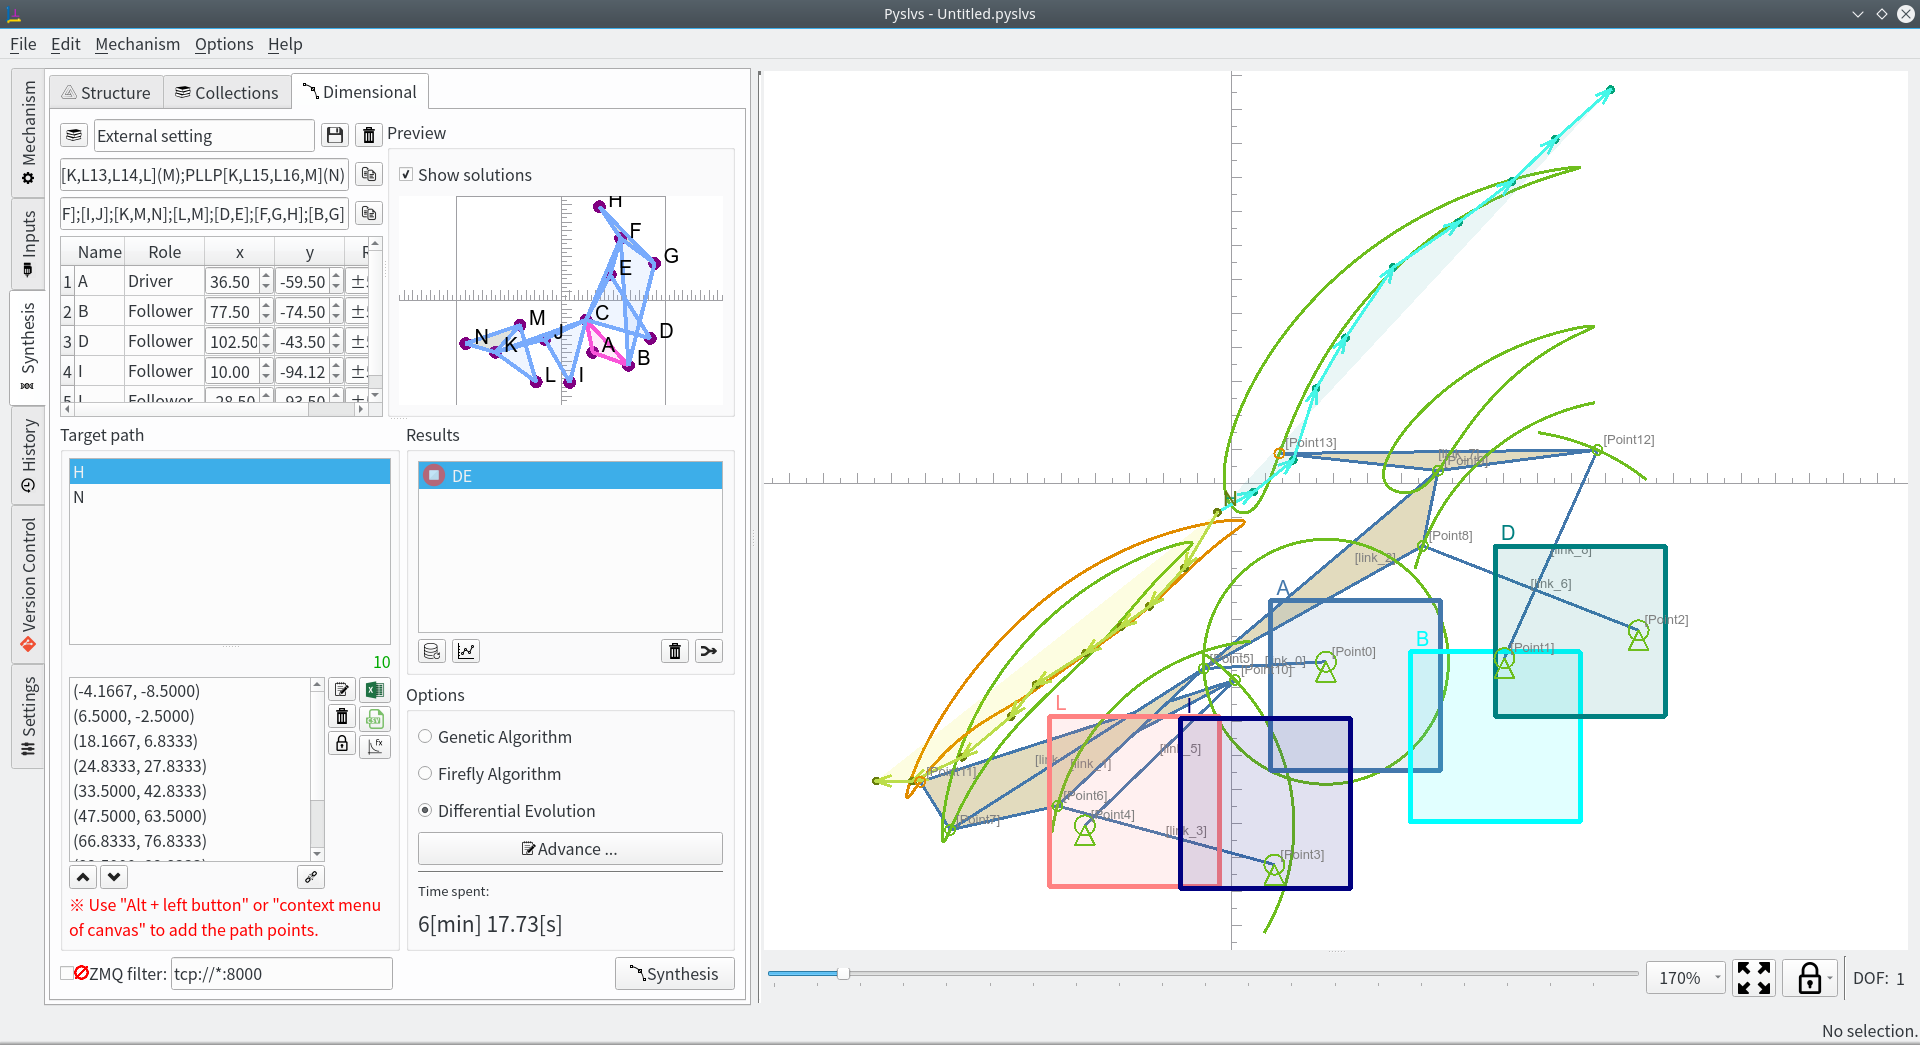 Pyslvs - Untitled.pyslvs
File Edit Mechanism Options Help
Mechanism
Inputs
Synthesis
History
Version Control
Settings
Structure Collections Dimensional
External setting
Preview
[K,L13,L14,L](M);PLLP[K,L15,L16,M](N)
F];[I,J];[K,M,N];[L,M];[D,E];[F,G,H];[B,G]
Show solutions
Name Role x y
1 A Driver 36.50 -59.50 ±
2 B Follower 77.50 -74.50 ±
3 D Follower 102.50 -43.50 ±
4 I Follower 10.00 -94.12 ±
H
F
G
E
C
D
M
N
J
K
A
B
L
I
Target path
H
N
10
(-4.1667, -8.5000)
(6.5000, -2.5000)
(18.1667, 6.8333)
(24.8333, 27.8333)
(33.5000, 42.8333)
(47.5000, 63.5000)
(66.8333, 76.8333)
※ Use "Alt + left button" or "context menu
of canvas" to add the path points.
ZMQ filter: tcp://*:8000
Results
DE
Options
Genetic Algorithm
Firefly Algorithm
Differential Evolution
Advance ...
Time spent:
6[min] 17.73[s]
Synthesis
[Point13]
[Point12]
H
[Point8]
[link_2]
D
[link_6]
A
[Point2]
B
[Point0]
[Point1]
[Point5]
[link_0]
[Point10]
L
I
[link_5]
[link_1]
[Point11]
[Point6]
[Point7]
[Point4]
[link_3]
[Point3]
170%
DOF: 1
No selection.